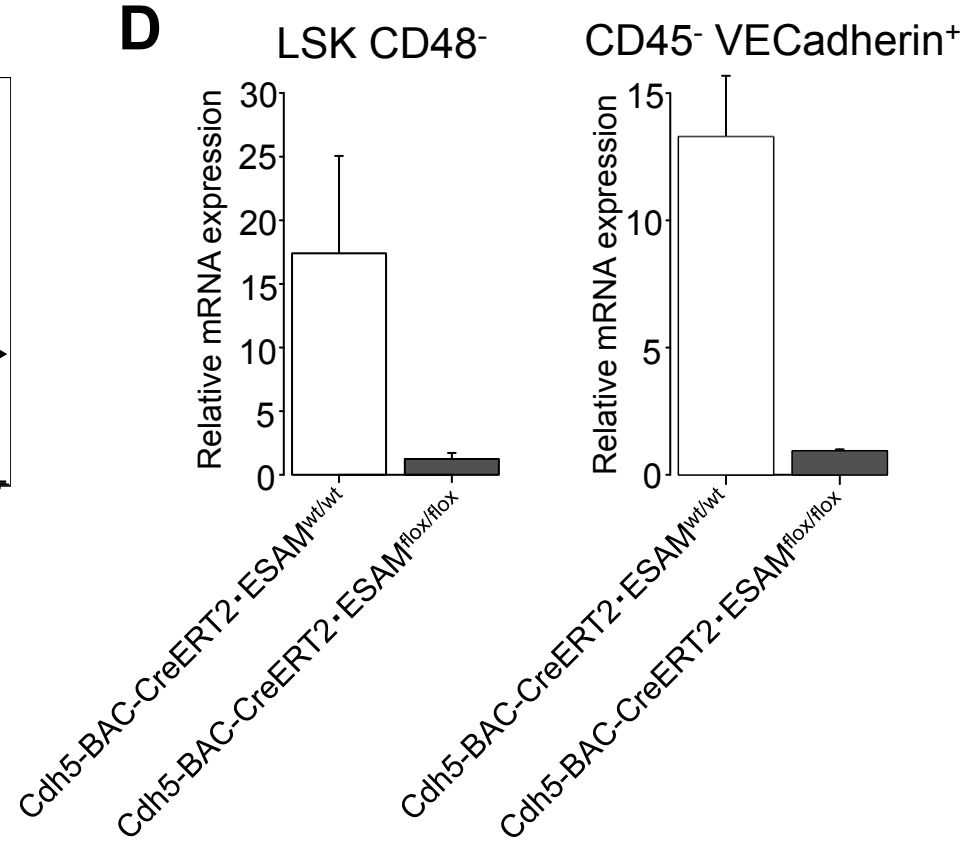 D
LSK CD48-
Relative mRNA expression
30
25
20
15
10
5
0
Cdh5-BAC-CreERT2·ESAMwt/wt
Cdh5-BAC-CreERT2·ESAMflox/flox
CD45- VECadherin+
Relative mRNA expression
15
10
5
0
Cdh5-BAC-CreERT2·ESAMwt/wt
Cdh5-BAC-CreERT2·ESAMflox/flox